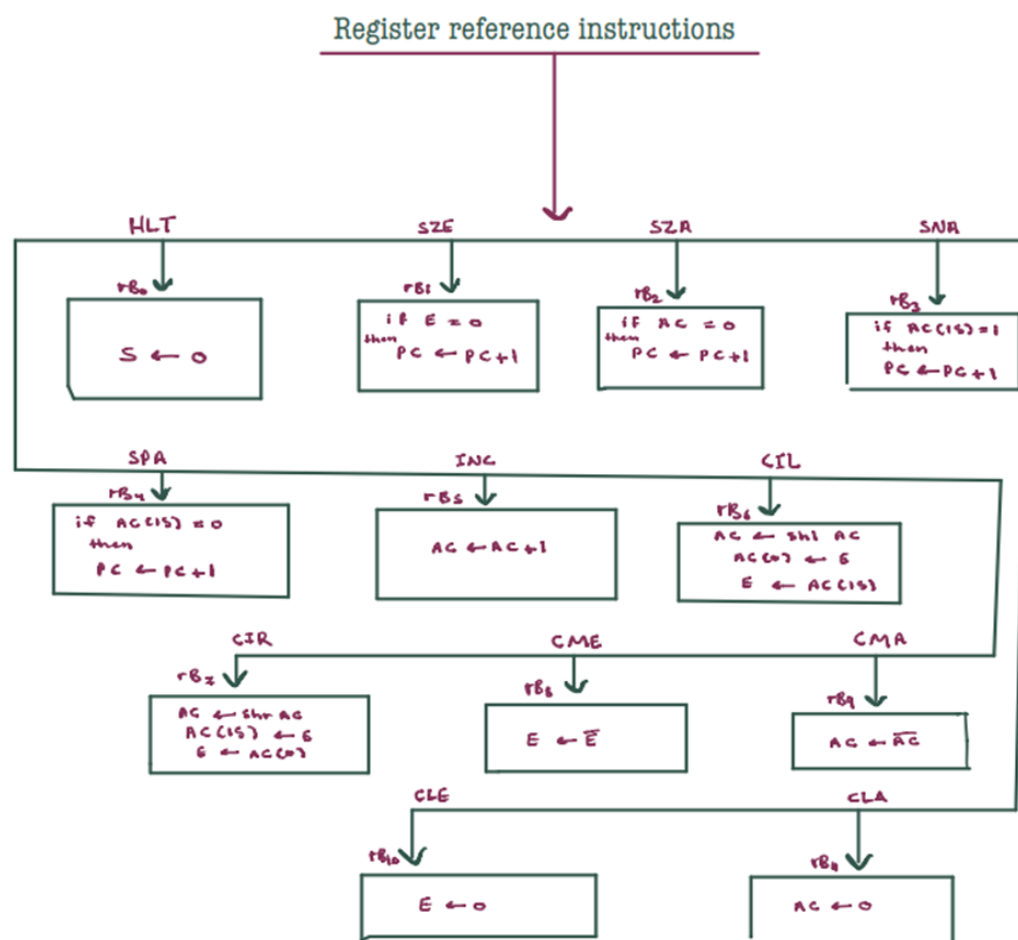 Register reference instructions
HLT
SZE
SZA
SNA
rB₀
rB₁
rB₂
rB₃
S ← 0
if E = 0
then
PC ← PC+1
if AC = 0
then
PC ← PC+1
if AC(15)=1
then
PC ← PC+1
SPA
INC
CIL
rB₄
rB₅
rB₆
if AC(15) = 0
then
PC ← PC+1
AC ← AC+1
AC ← shl AC
AC(0) ← E
E ← AC(15)
CIR
CME
CMA
rB₇
rB₈
rB₉
AC ← shr AC
AC(15) ← E
E ← AC(0)
E ← E̅
AC ← A̅C̅
CLE
CLA
rB₁₀
rB₁₁
E ← 0
AC ← 0